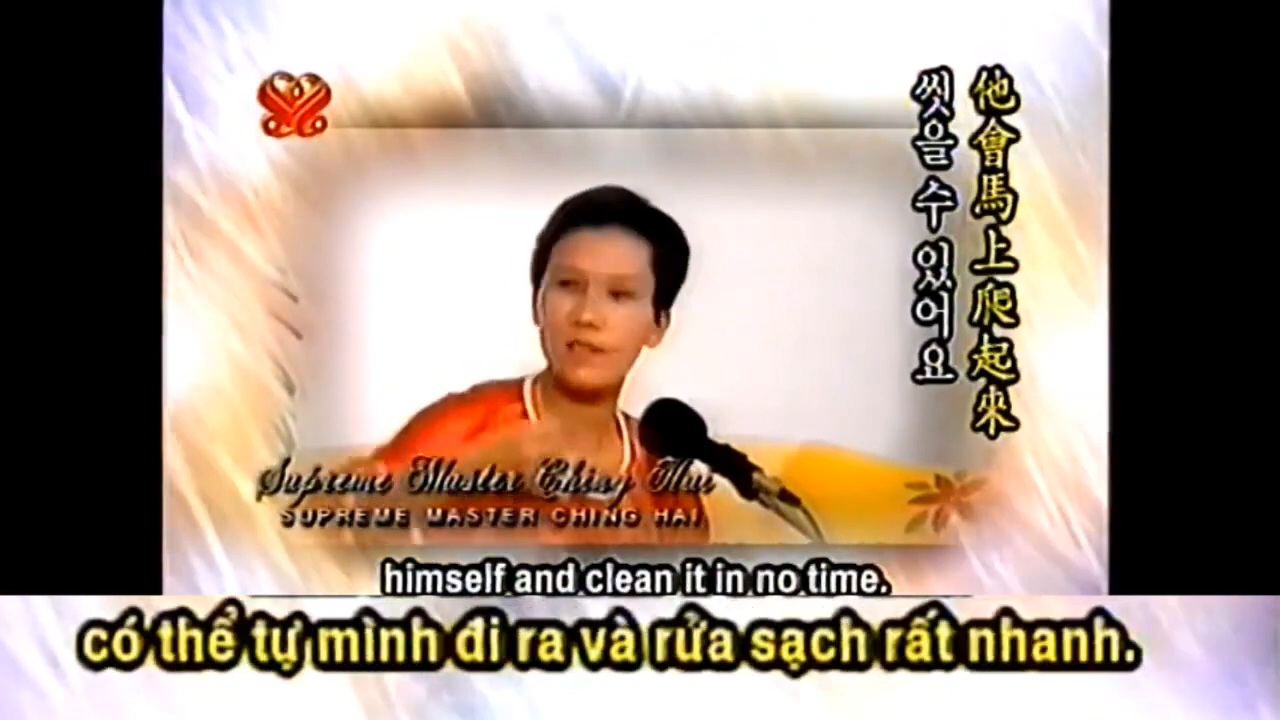 他會馬上爬起來
씻을 수 있어요
Supreme Master Ching Hai
SUPREME MASTER CHING HAI
himself and clean it in no time.
có thể tự mình đi ra và rửa sạch rất nhanh.